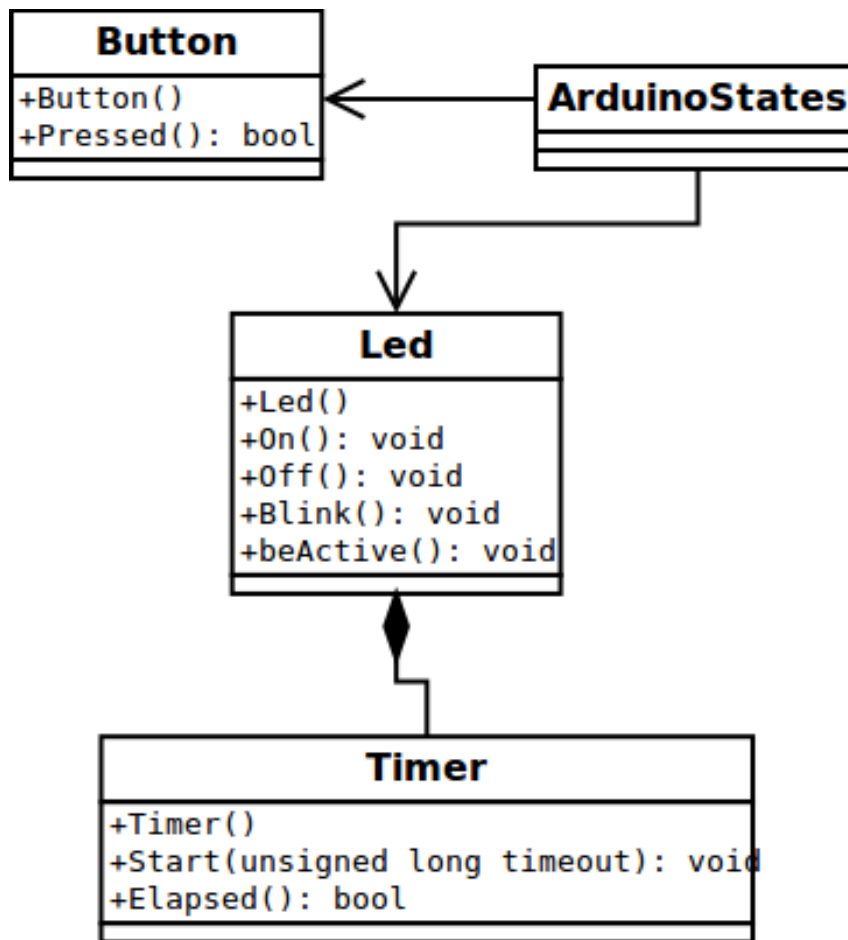 Button
+Button()
+Pressed(): bool
ArduinoStates
Led
+Led()
+On(): void
+Off(): void
+Blink(): void
+beActive(): void
Timer
+Timer()
+Start(unsigned long timeout): void
+Elapsed(): bool